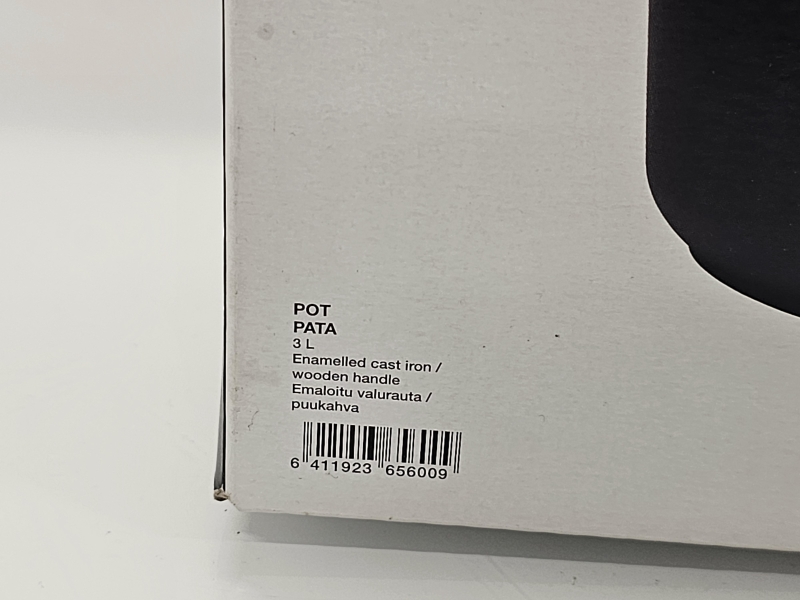 POT
PATA
3 L
Enamelled cast iron /
wooden handle
Emaloitu valurauta /
puukahva
6 411923 656009